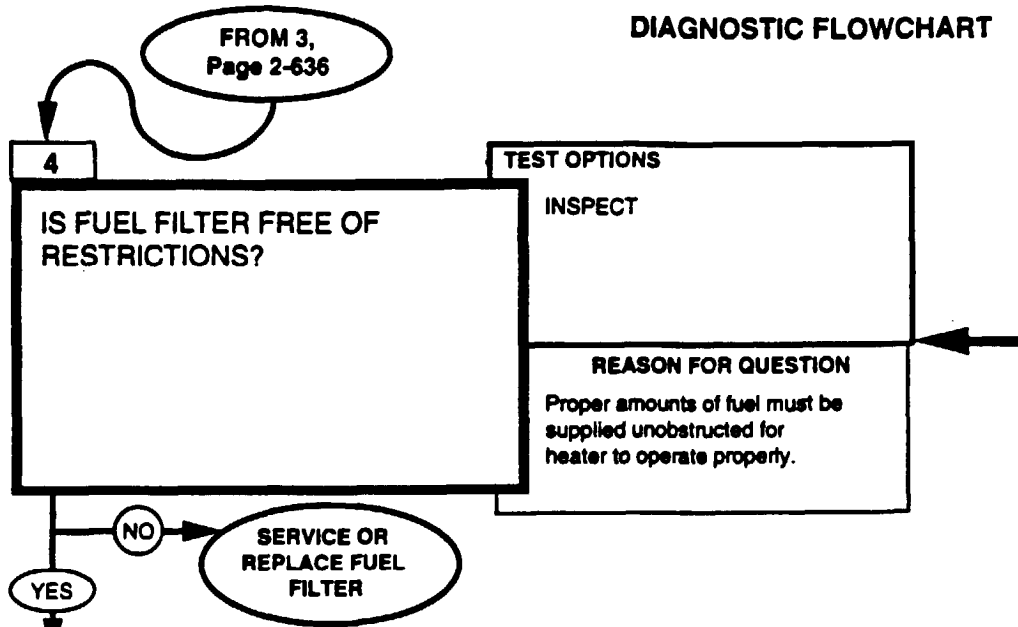 DIAGNOSTIC FLOWCHART
FROM 3,
Page 2-636
4
IS FUEL FILTER FREE OF
RESTRICTIONS?
TEST OPTIONS
INSPECT
REASON FOR QUESTION
Proper amounts of fuel must be
supplied unobstructed for
heater to operate properly.
NO
SERVICE OR
REPLACE FUEL
FILTER
YES